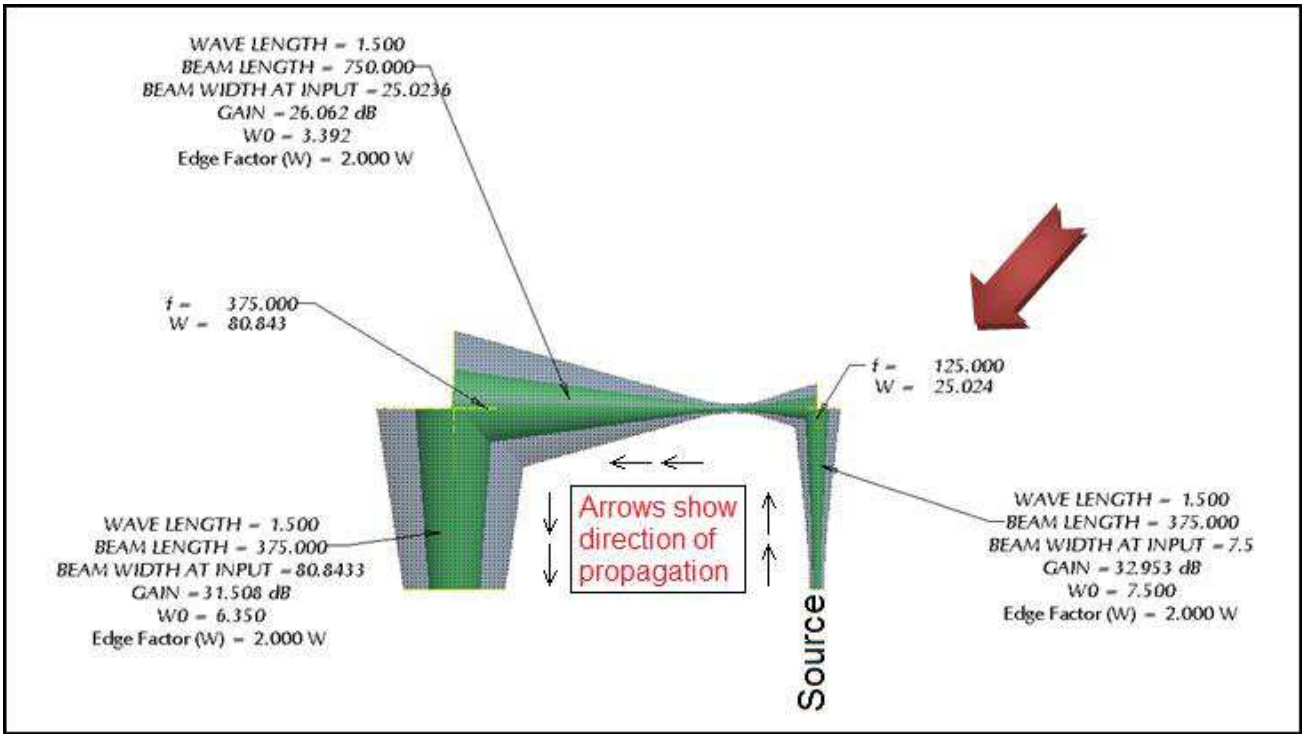 WAVE LENGTH = 1.500
BEAM LENGTH = 750.000
BEAM WIDTH AT INPUT = 25.0236
GAIN = 26.062 dB
W0 = 3.392
Edge Factor (W) = 2.000 W
f = 375.000
W = 80.843
f = 125.000
W = 25.024
WAVE LENGTH = 1.500
BEAM LENGTH = 375.000
BEAM WIDTH AT INPUT = 80.8433
GAIN = 31.508 dB
W0 = 6.350
Edge Factor (W) = 2.000 W
Arrows show
direction of
propagation
Source
WAVE LENGTH = 1.500
BEAM LENGTH = 375.000
BEAM WIDTH AT INPUT = 7.5
GAIN = 32.953 dB
W0 = 7.500
Edge Factor (W) = 2.000 W